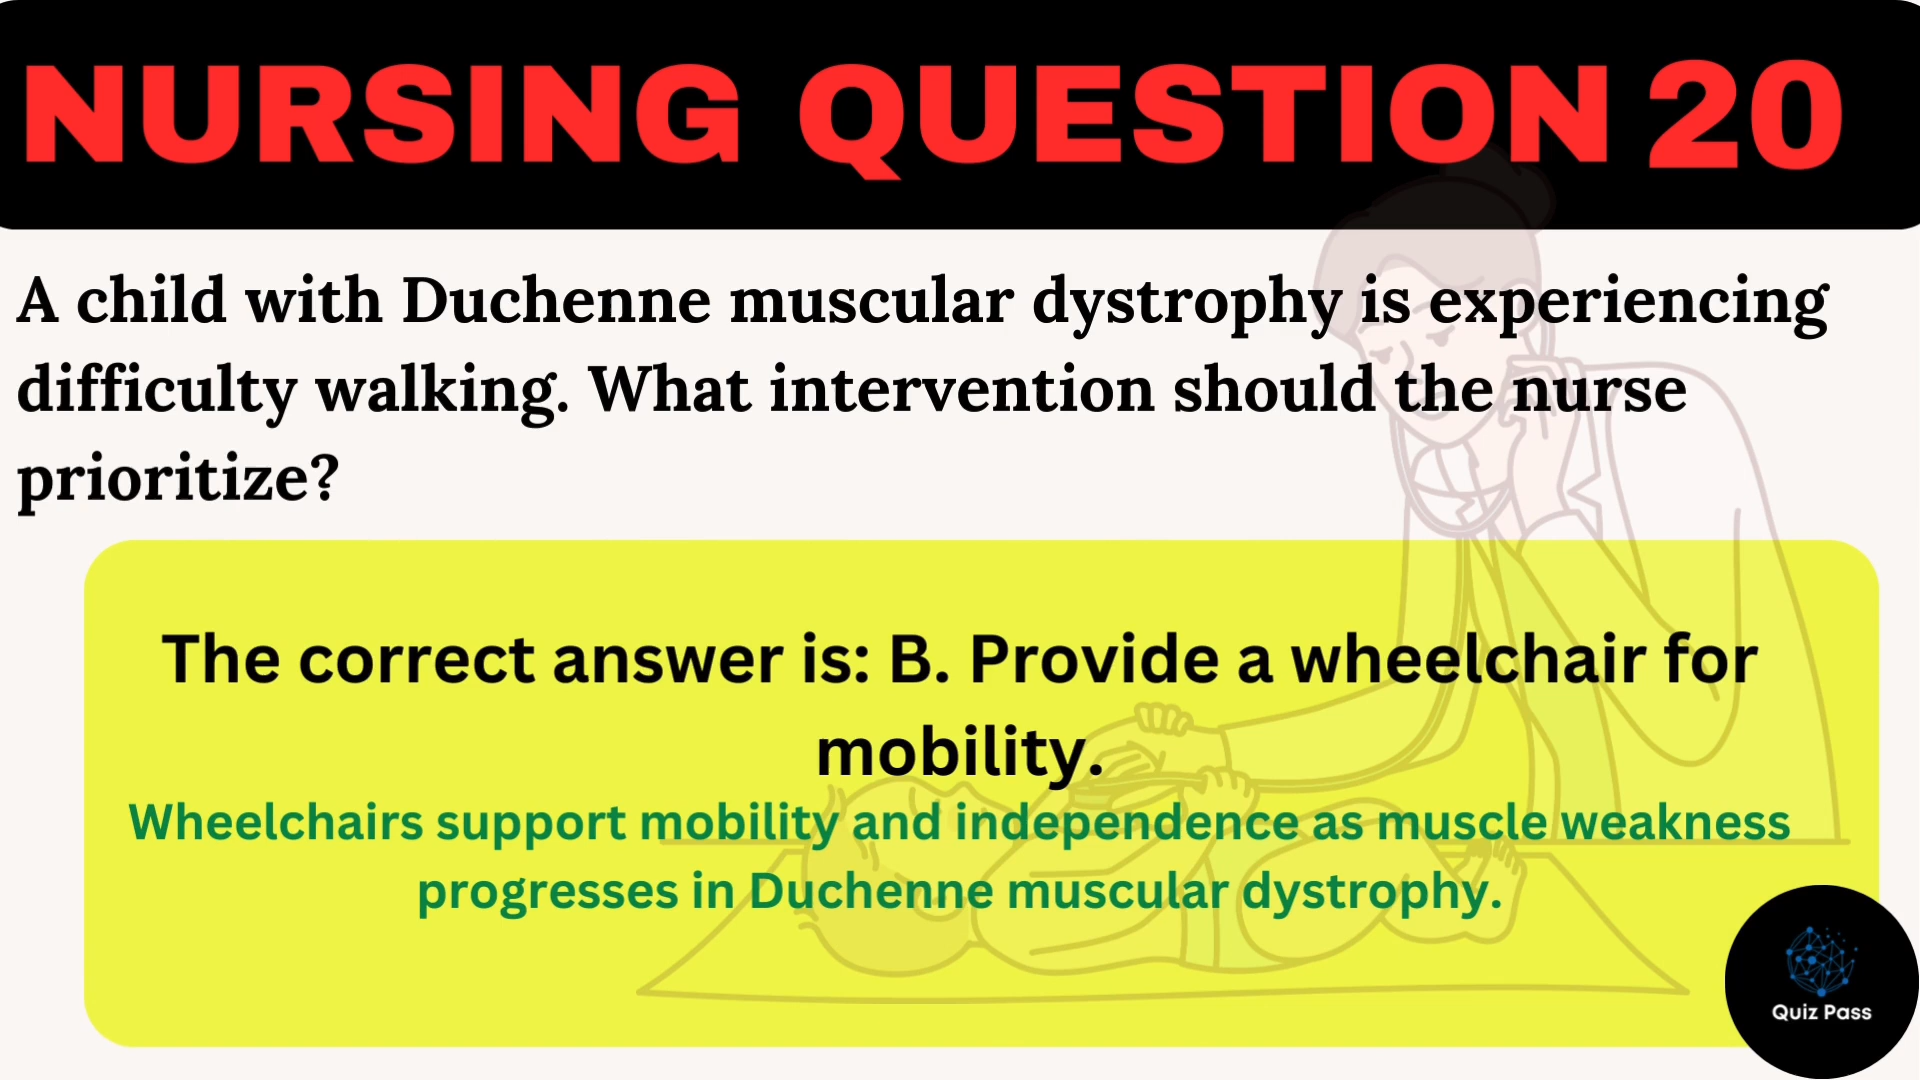 NURSING QUESTION 20
A child with Duchenne muscular dystrophy is experiencing
difficulty walking. What intervention should the nurse
prioritize?
The correct answer is: B. Provide a wheelchair for
mobility.
Wheelchairs support mobility and independence as muscle weakness
progresses in Duchenne muscular dystrophy.
Quiz Pass